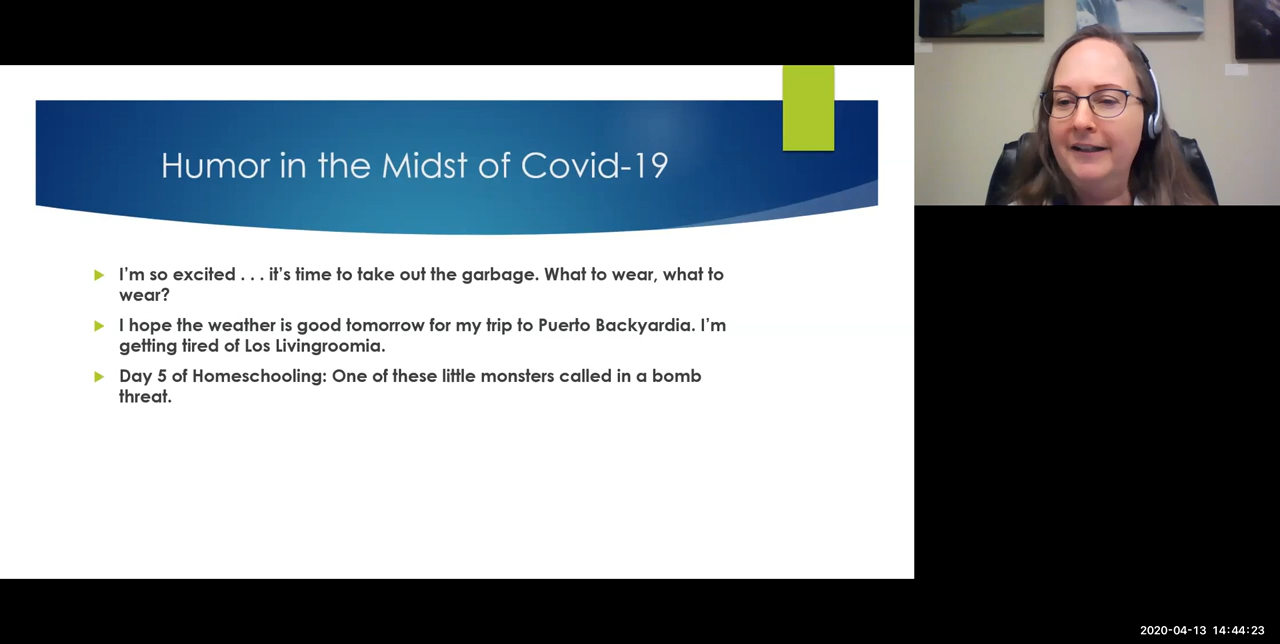 Humor in the Midst of Covid-19
I'm so excited . . . it's time to take out the garbage. What to wear, what to
wear?
I hope the weather is good tomorrow for my trip to Puerto Backyardia. I'm
getting tired of Los Livingroomia.
Day 5 of Homeschooling: One of these little monsters called in a bomb
threat.
2020-04-13 14:44:23